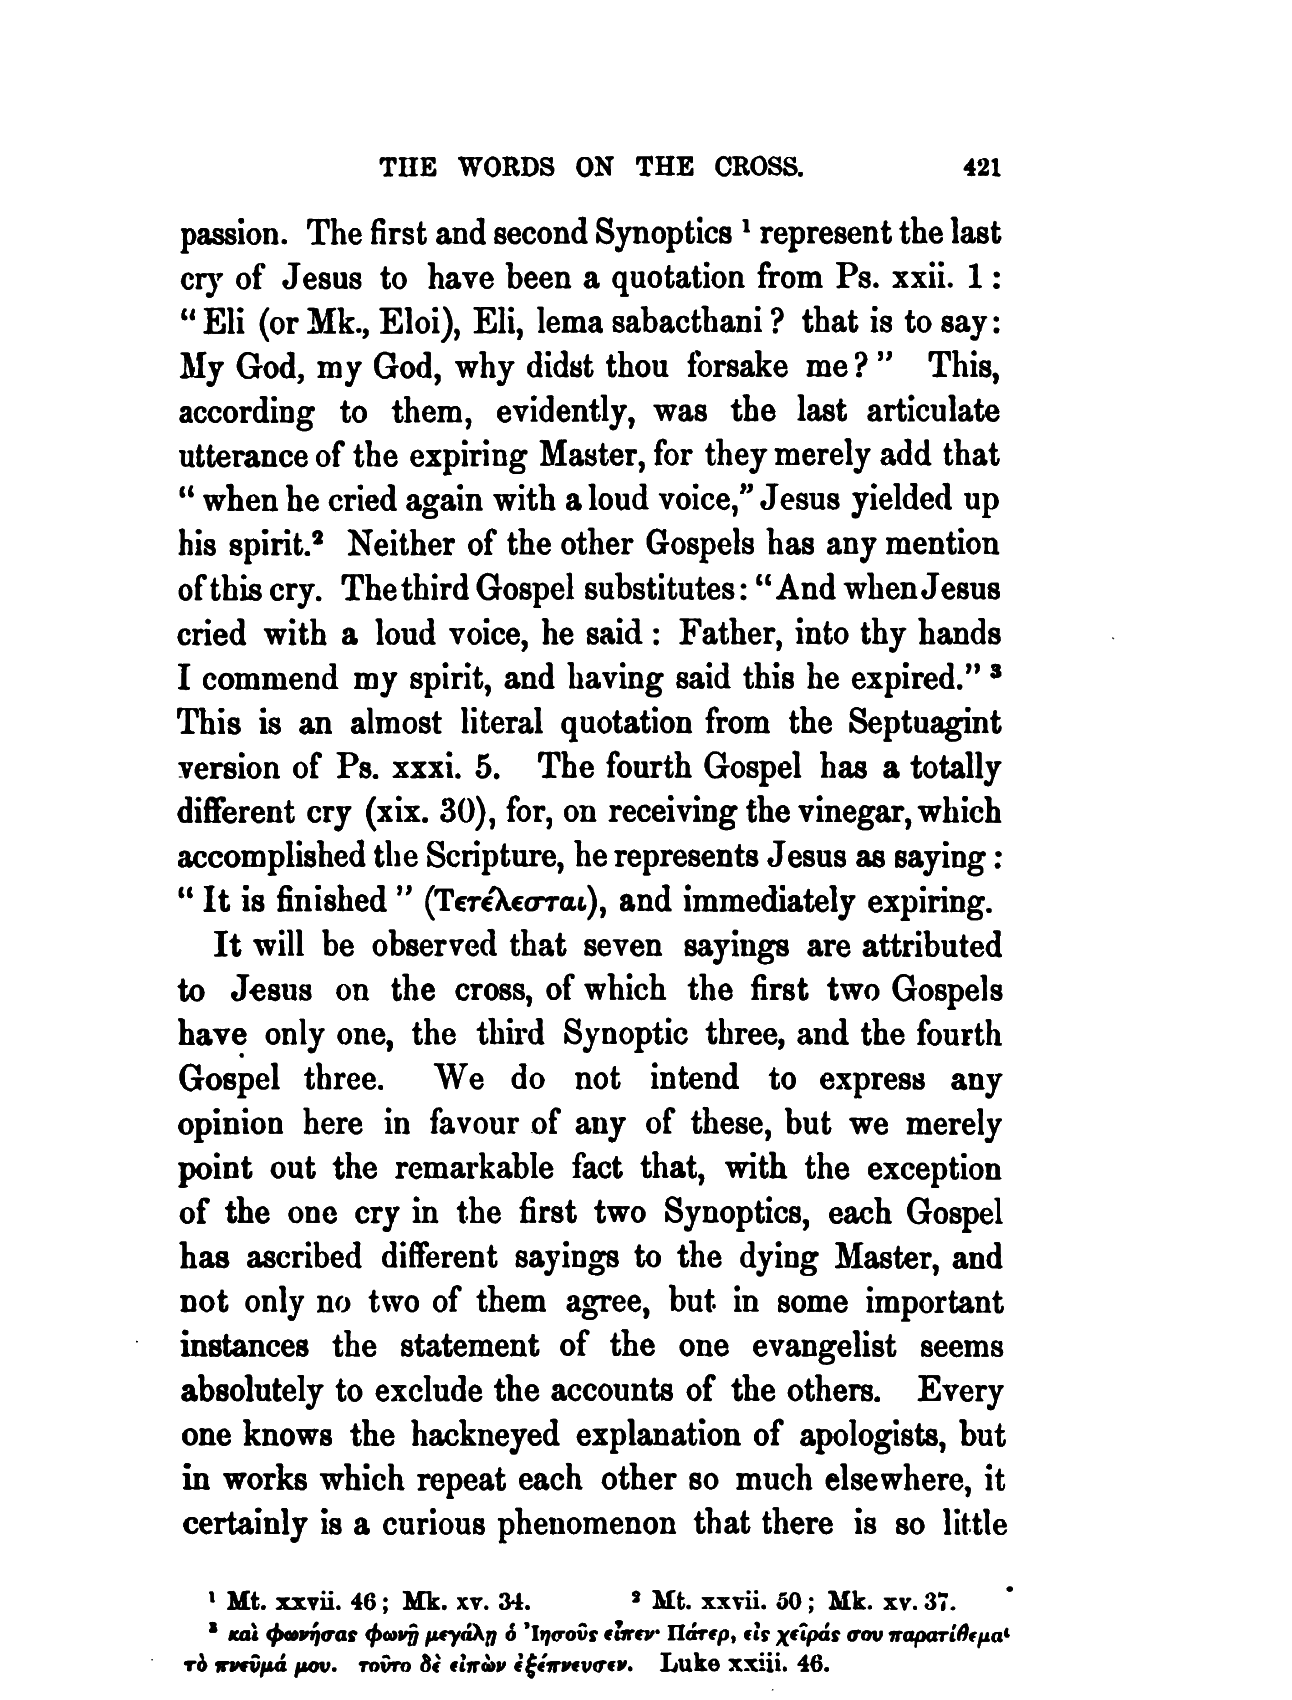 THE WORDS ON THE CROSS. 421
passion. The first and second Synoptics ¹ represent the last
cry of Jesus to have been a quotation from Ps. xxii. 1 :
“ Eli (or Mk., Eloi), Eli, lema sabacthani ? that is to say:
My God, my God, why didst thou forsake me? ” This,
according to them, evidently, was the last articulate
utterance of the expiring Master, for they merely add that
“ when he cried again with a loud voice,” Jesus yielded up
his spirit.² Neither of the other Gospels has any mention
of this cry. The third Gospel substitutes: “ And when Jesus
cried with a loud voice, he said : Father, into thy hands
I commend my spirit, and having said this he expired.” ³
This is an almost literal quotation from the Septuagint
version of Ps. xxxi. 5. The fourth Gospel has a totally
different cry (xix. 30), for, on receiving the vinegar, which
accomplished the Scripture, he represents Jesus as saying :
“ It is finished ” (Τετέλεσται), and immediately expiring.
It will be observed that seven sayings are attributed
to Jesus on the cross, of which the first two Gospels
have only one, the third Synoptic three, and the fourth
Gospel three. We do not intend to express any
opinion here in favour of any of these, but we merely
point out the remarkable fact that, with the exception
of the one cry in the first two Synoptics, each Gospel
has ascribed different sayings to the dying Master, and
not only no two of them agree, but in some important
instances the statement of the one evangelist seems
absolutely to exclude the accounts of the others. Every
one knows the hackneyed explanation of apologists, but
in works which repeat each other so much elsewhere, it
certainly is a curious phenomenon that there is so little
¹ Mt. xxvii. 46 ; Mk. xv. 34. ² Mt. xxvii. 50 ; Mk. xv. 37.
³ καὶ φωνήσας φωνῇ μεγάλῃ ὁ Ἰησοῦς εἶπεν· Πάτερ, εἰς χεῖράς σου παρατίθεμαι
τὸ πνεῦμά μου. τοῦτο δὲ εἰπὼν ἐξέπνευσεν. Luke xxiii. 46.